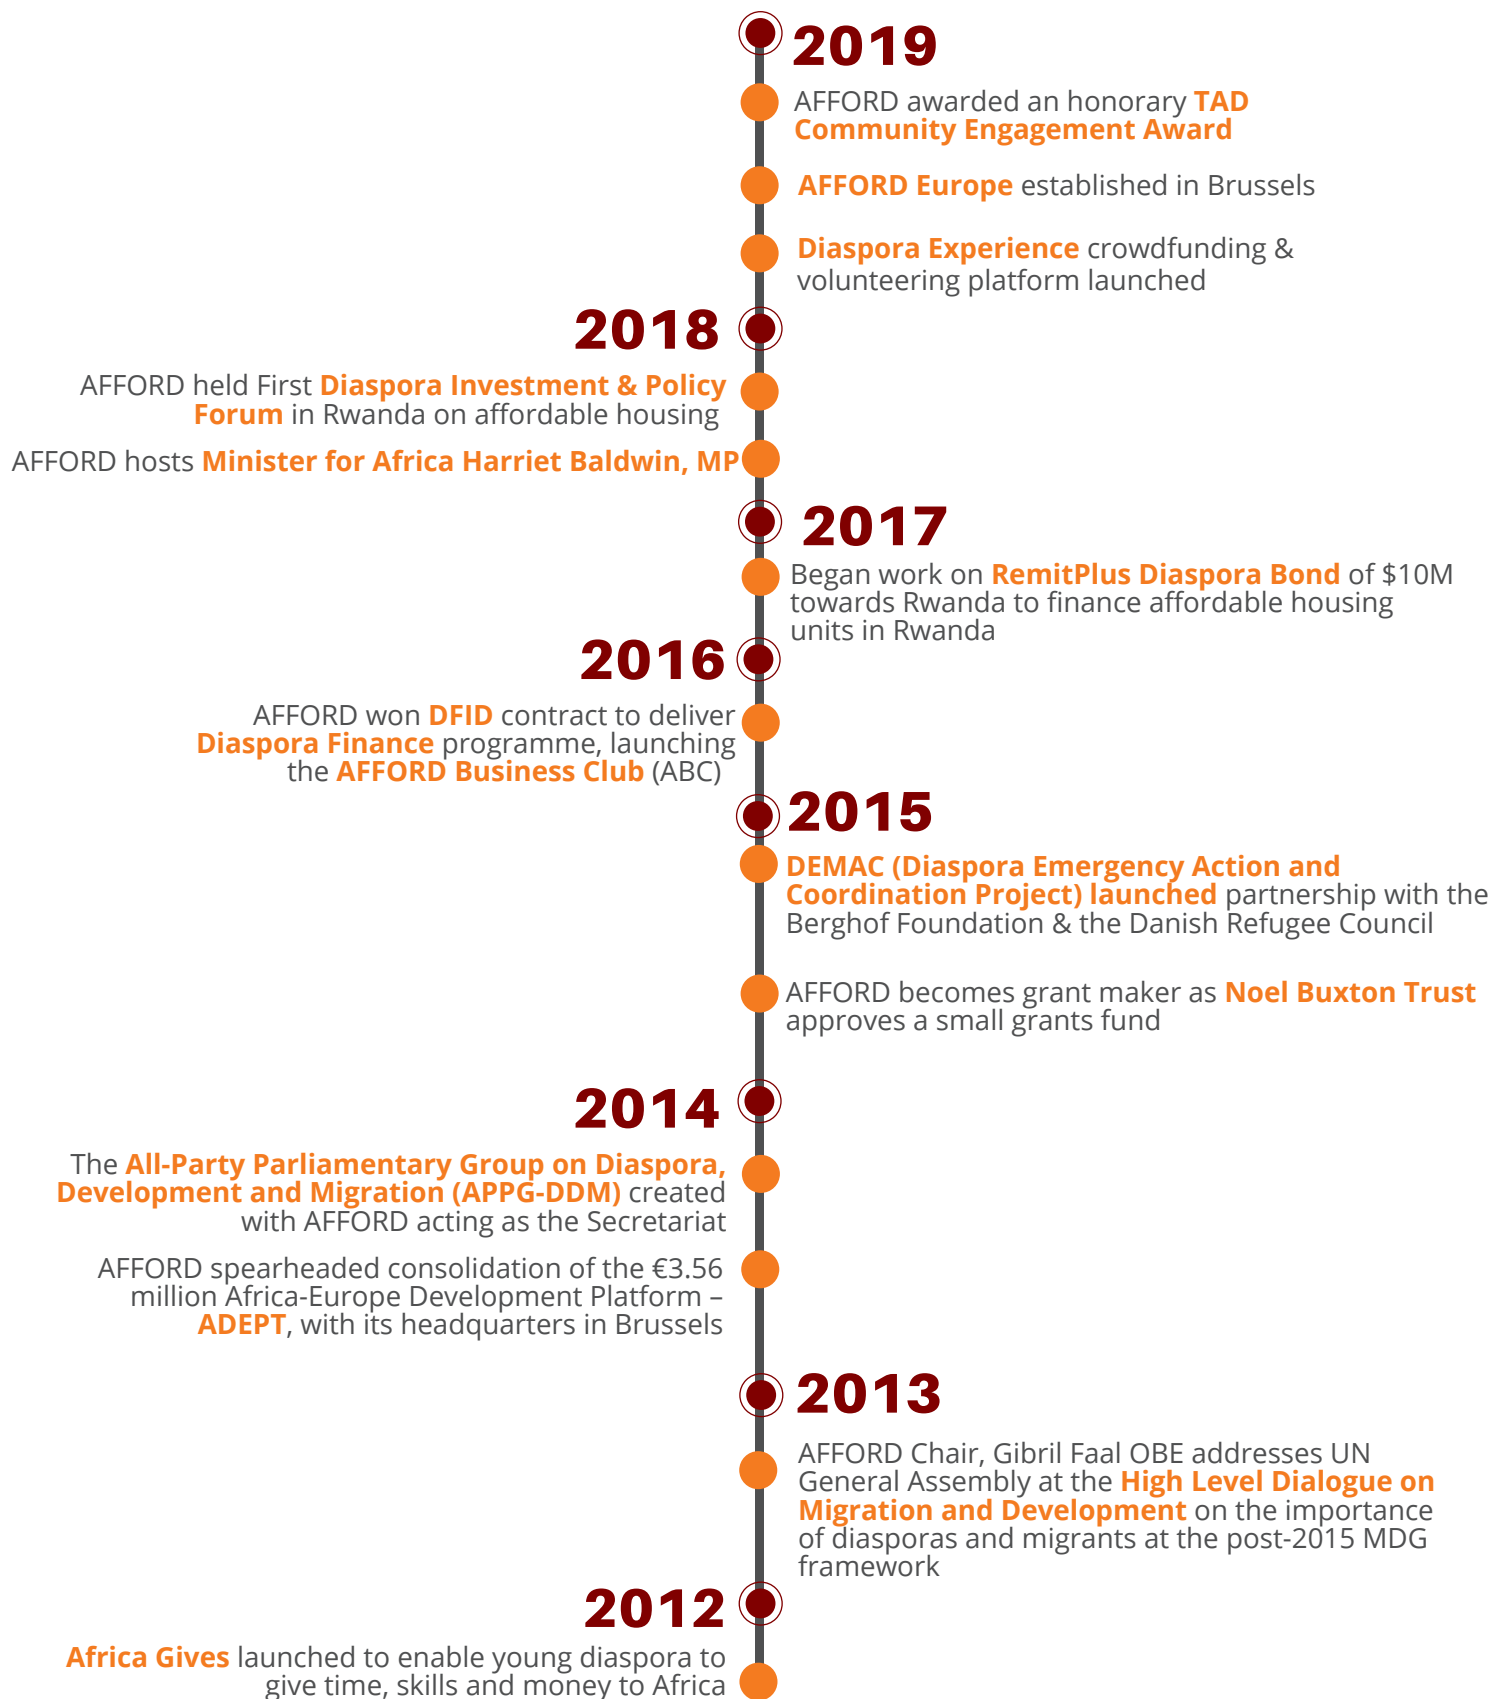 2019
AFFORD awarded an honorary TAD
Community Engagement Award
AFFORD Europe established in Brussels
Diaspora Experience crowdfunding &
volunteering platform launched
2018
AFFORD held First Diaspora Investment & Policy
Forum in Rwanda on affordable housing
AFFORD hosts Minister for Africa Harriet Baldwin, MP
2017
Began work on RemitPlus Diaspora Bond of $10M
towards Rwanda to finance affordable housing
units in Rwanda
2016
AFFORD won DFID contract to deliver
Diaspora Finance programme, launching
the AFFORD Business Club (ABC)
2015
DEMAC (Diaspora Emergency Action and
Coordination Project) launched partnership with the
Berghof Foundation & the Danish Refugee Council
AFFORD becomes grant maker as Noel Buxton Trust
approves a small grants fund
2014
The All-Party Parliamentary Group on Diaspora,
Development and Migration (APPG-DDM) created
with AFFORD acting as the Secretariat
AFFORD spearheaded consolidation of the €3.56
million Africa-Europe Development Platform –
ADEPT, with its headquarters in Brussels
2013
AFFORD Chair, Gibril Faal OBE addresses UN
General Assembly at the High Level Dialogue on
Migration and Development on the importance
of diasporas and migrants at the post-2015 MDG
framework
2012
Africa Gives launched to enable young diaspora to
give time, skills and money to Africa